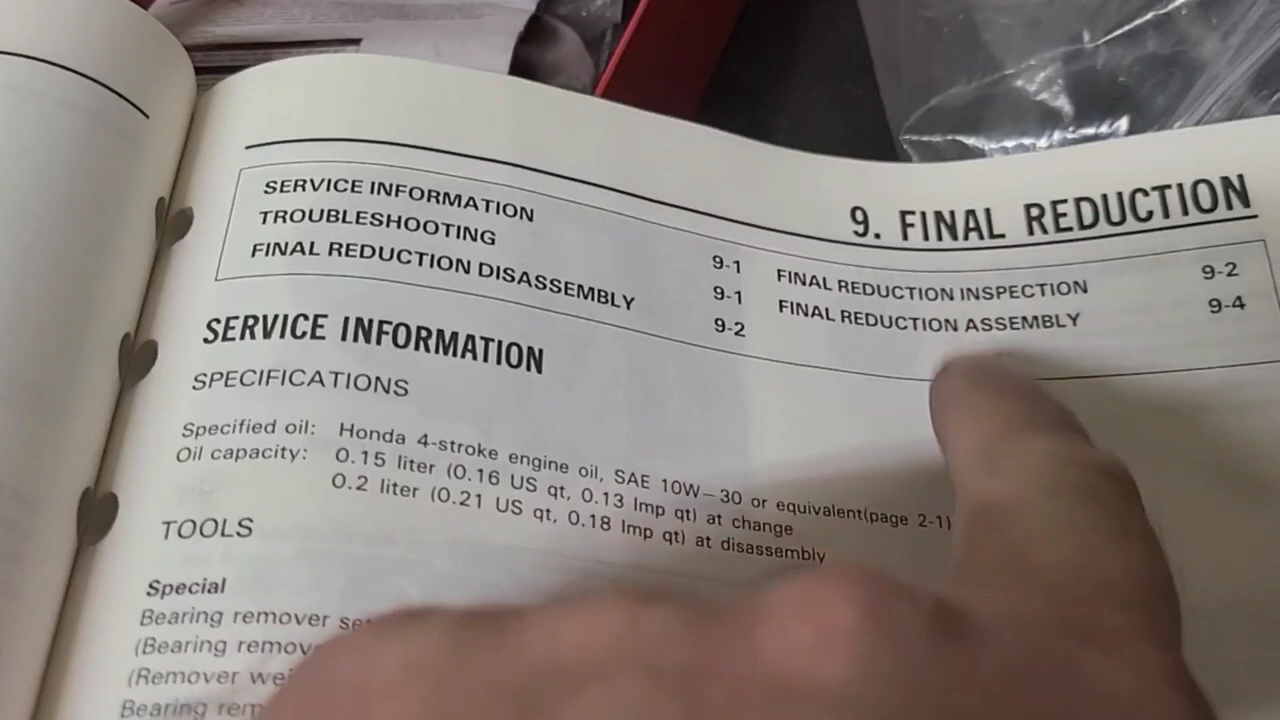 9. FINAL REDUCTION
SERVICE INFORMATION 9-1
TROUBLESHOOTING 9-1
FINAL REDUCTION DISASSEMBLY 9-2
FINAL REDUCTION INSPECTION 9-2
FINAL REDUCTION ASSEMBLY 9-4
SERVICE INFORMATION
SPECIFICATIONS
Specified oil: Honda 4-stroke engine oil, SAE 10W-30 or equivalent(page 2-1)
Oil capacity: 0.15 liter (0.16 US qt, 0.13 Imp qt) at change
0.2 liter (0.21 US qt, 0.18 Imp qt) at disassembly
TOOLS
Special
Bearing remover
(Bearing
(Remover
Bearing